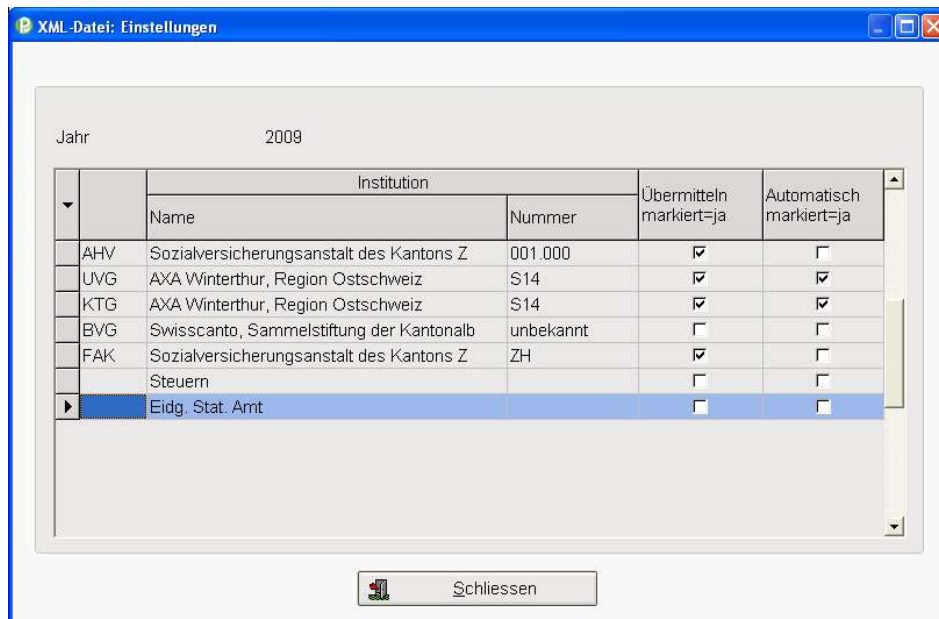 XML-Datei: Einstellungen
Jahr 2009
Institution
Übermitteln Automatisch
Name Nummer markiert=ja markiert=ja
AHV Sozialversicherungsanstalt des Kantons Z 001.000
UVG AXA Winterthur, Region Ostschweiz S14
KTG AXA Winterthur, Region Ostschweiz S14
BVG Swisscanto, Sammelstiftung der Kantonalb unbekannt
FAK Sozialversicherungsanstalt des Kantons Z ZH
Steuern
Eidg. Stat. Amt
Schliessen